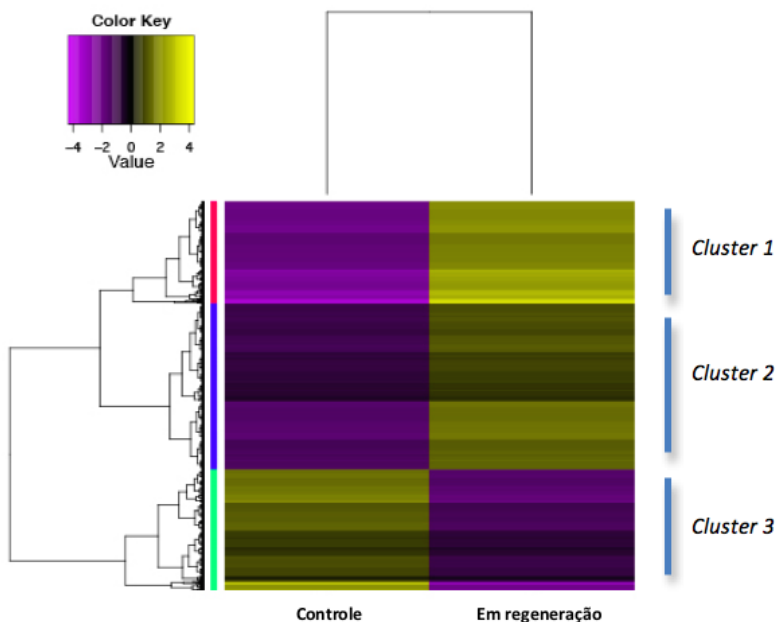 Color Key
−4 −2 0 2 4
Value
Cluster 1
Cluster 2
Cluster 3
Controle
Em regeneração